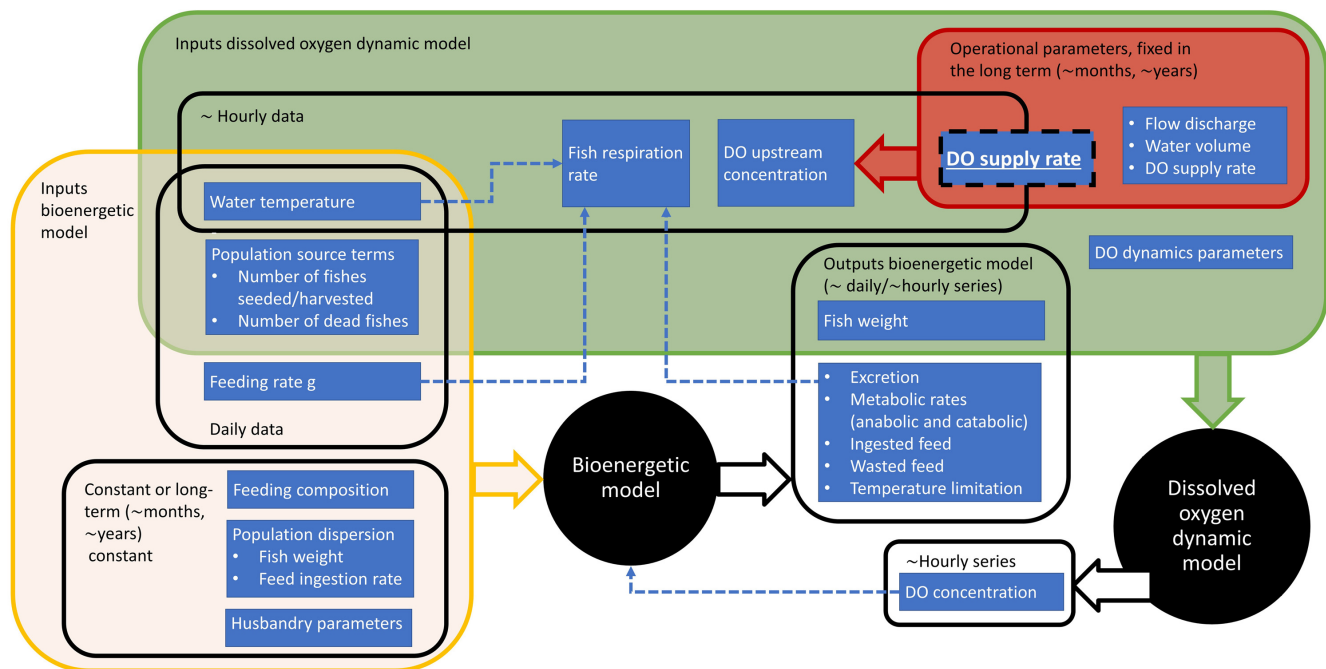 Inputs dissolved oxygen dynamic model
Operational parameters, fixed in
the long term (~months, ~years)
~ Hourly data
Fish respiration
rate
DO upstream
concentration
DO supply rate
• Flow discharge
• Water volume
• DO supply rate
Inputs
bioenergetic
model
Water temperature
Population source terms
• Number of fishes
seeded/harvested
• Number of dead fishes
DO dynamics parameters
Outputs bioenergetic model
(~ daily/~hourly series)
Fish weight
Feeding rate g
Daily data
• Excretion
• Metabolic rates
(anabolic and catabolic)
• Ingested feed
• Wasted feed
• Temperature limitation
Bioenergetic
model
Constant or long-
term (~months,
~years)
constant
Feeding composition
Population dispersion
• Fish weight
• Feed ingestion rate
Husbandry parameters
Dissolved
oxygen
dynamic
model
~Hourly series
DO concentration